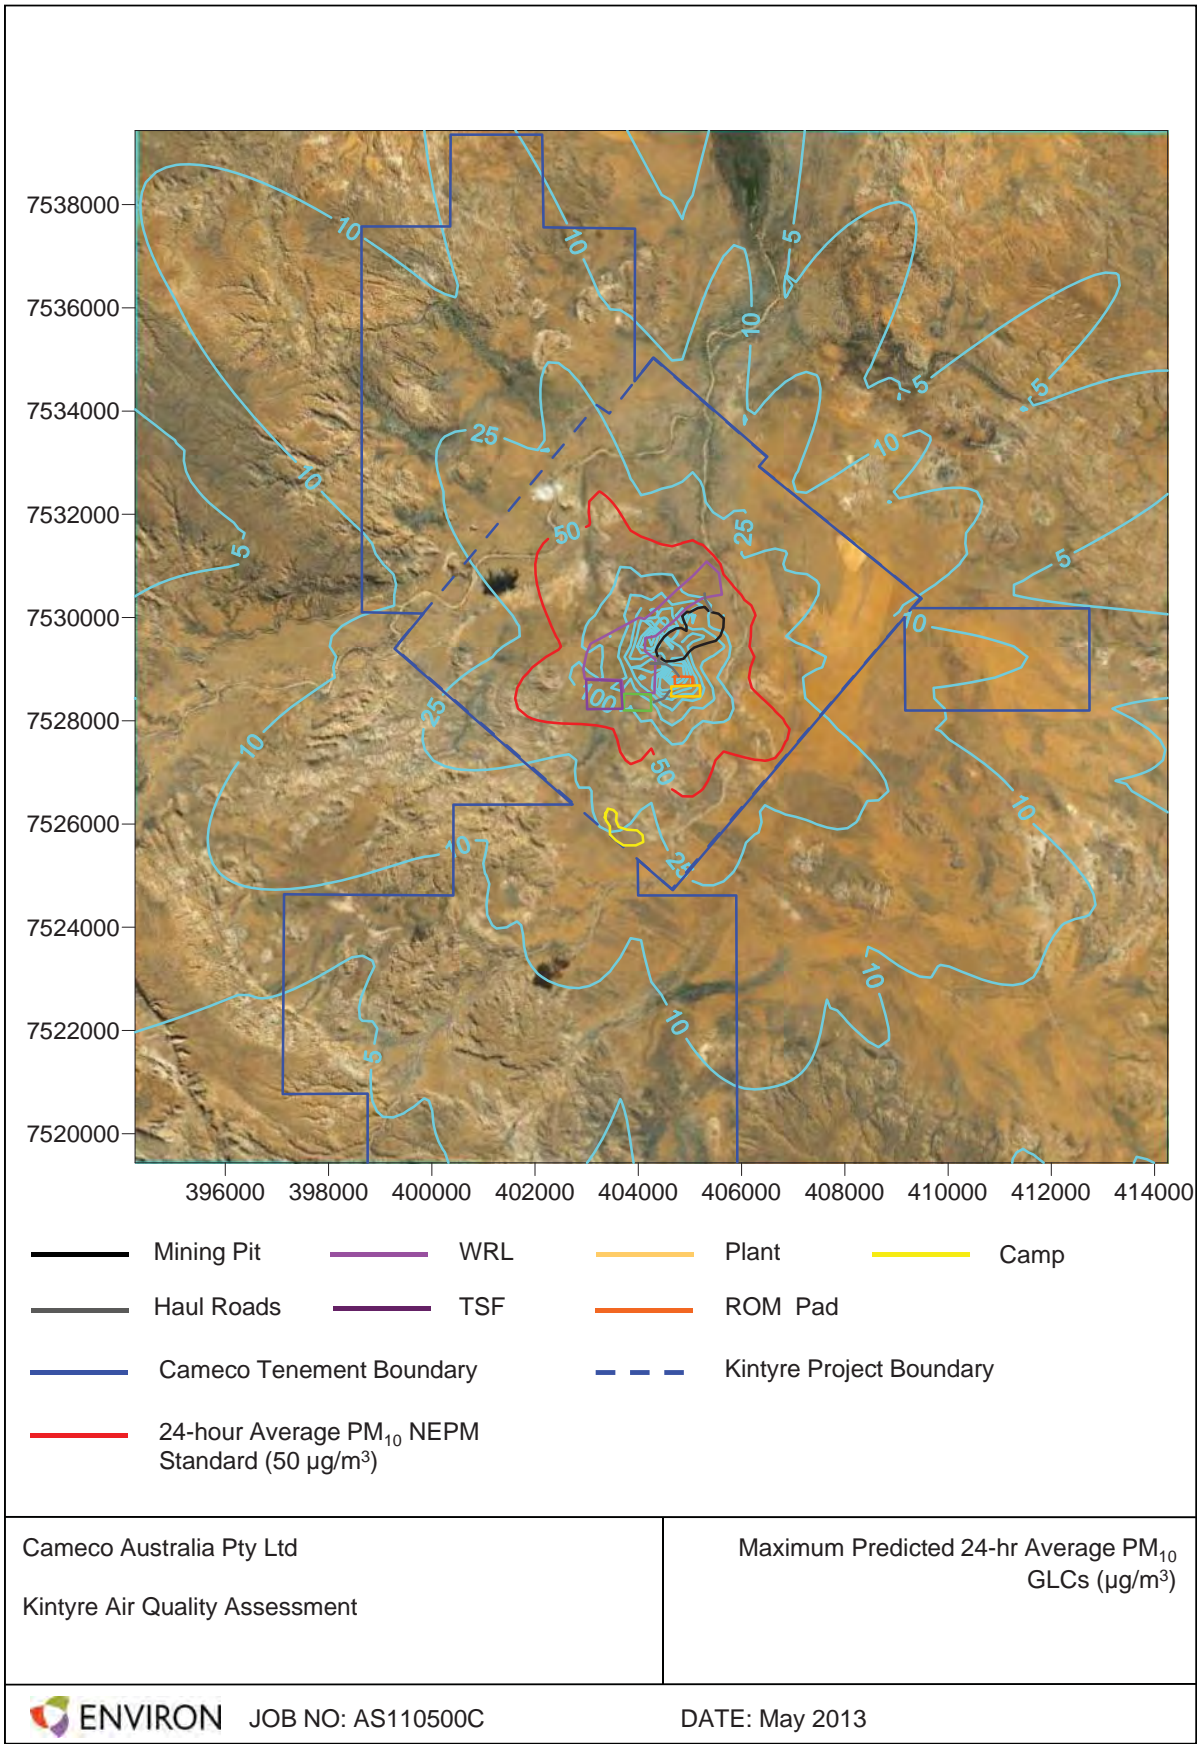 7538000
7536000
7534000
7532000
7530000
7528000
7526000
7524000
7522000
7520000
10
10
5
10
5
5
10
25
10
50
25
5
5
10
100
25
10
50
10
25
10
10
10
5
396000 398000 400000 402000 404000 406000 408000 410000 412000 414000
Mining Pit
WRL
Plant
Camp
Haul Roads
TSF
ROM Pad
Cameco Tenement Boundary
Kintyre Project Boundary
24-hour Average PM₁₀ NEPM
Standard (50 µg/m³)
Cameco Australia Pty Ltd
Kintyre Air Quality Assessment
Maximum Predicted 24-hr Average PM₁₀
GLCs (µg/m³)
ENVIRON
JOB NO: AS110500C
DATE: May 2013